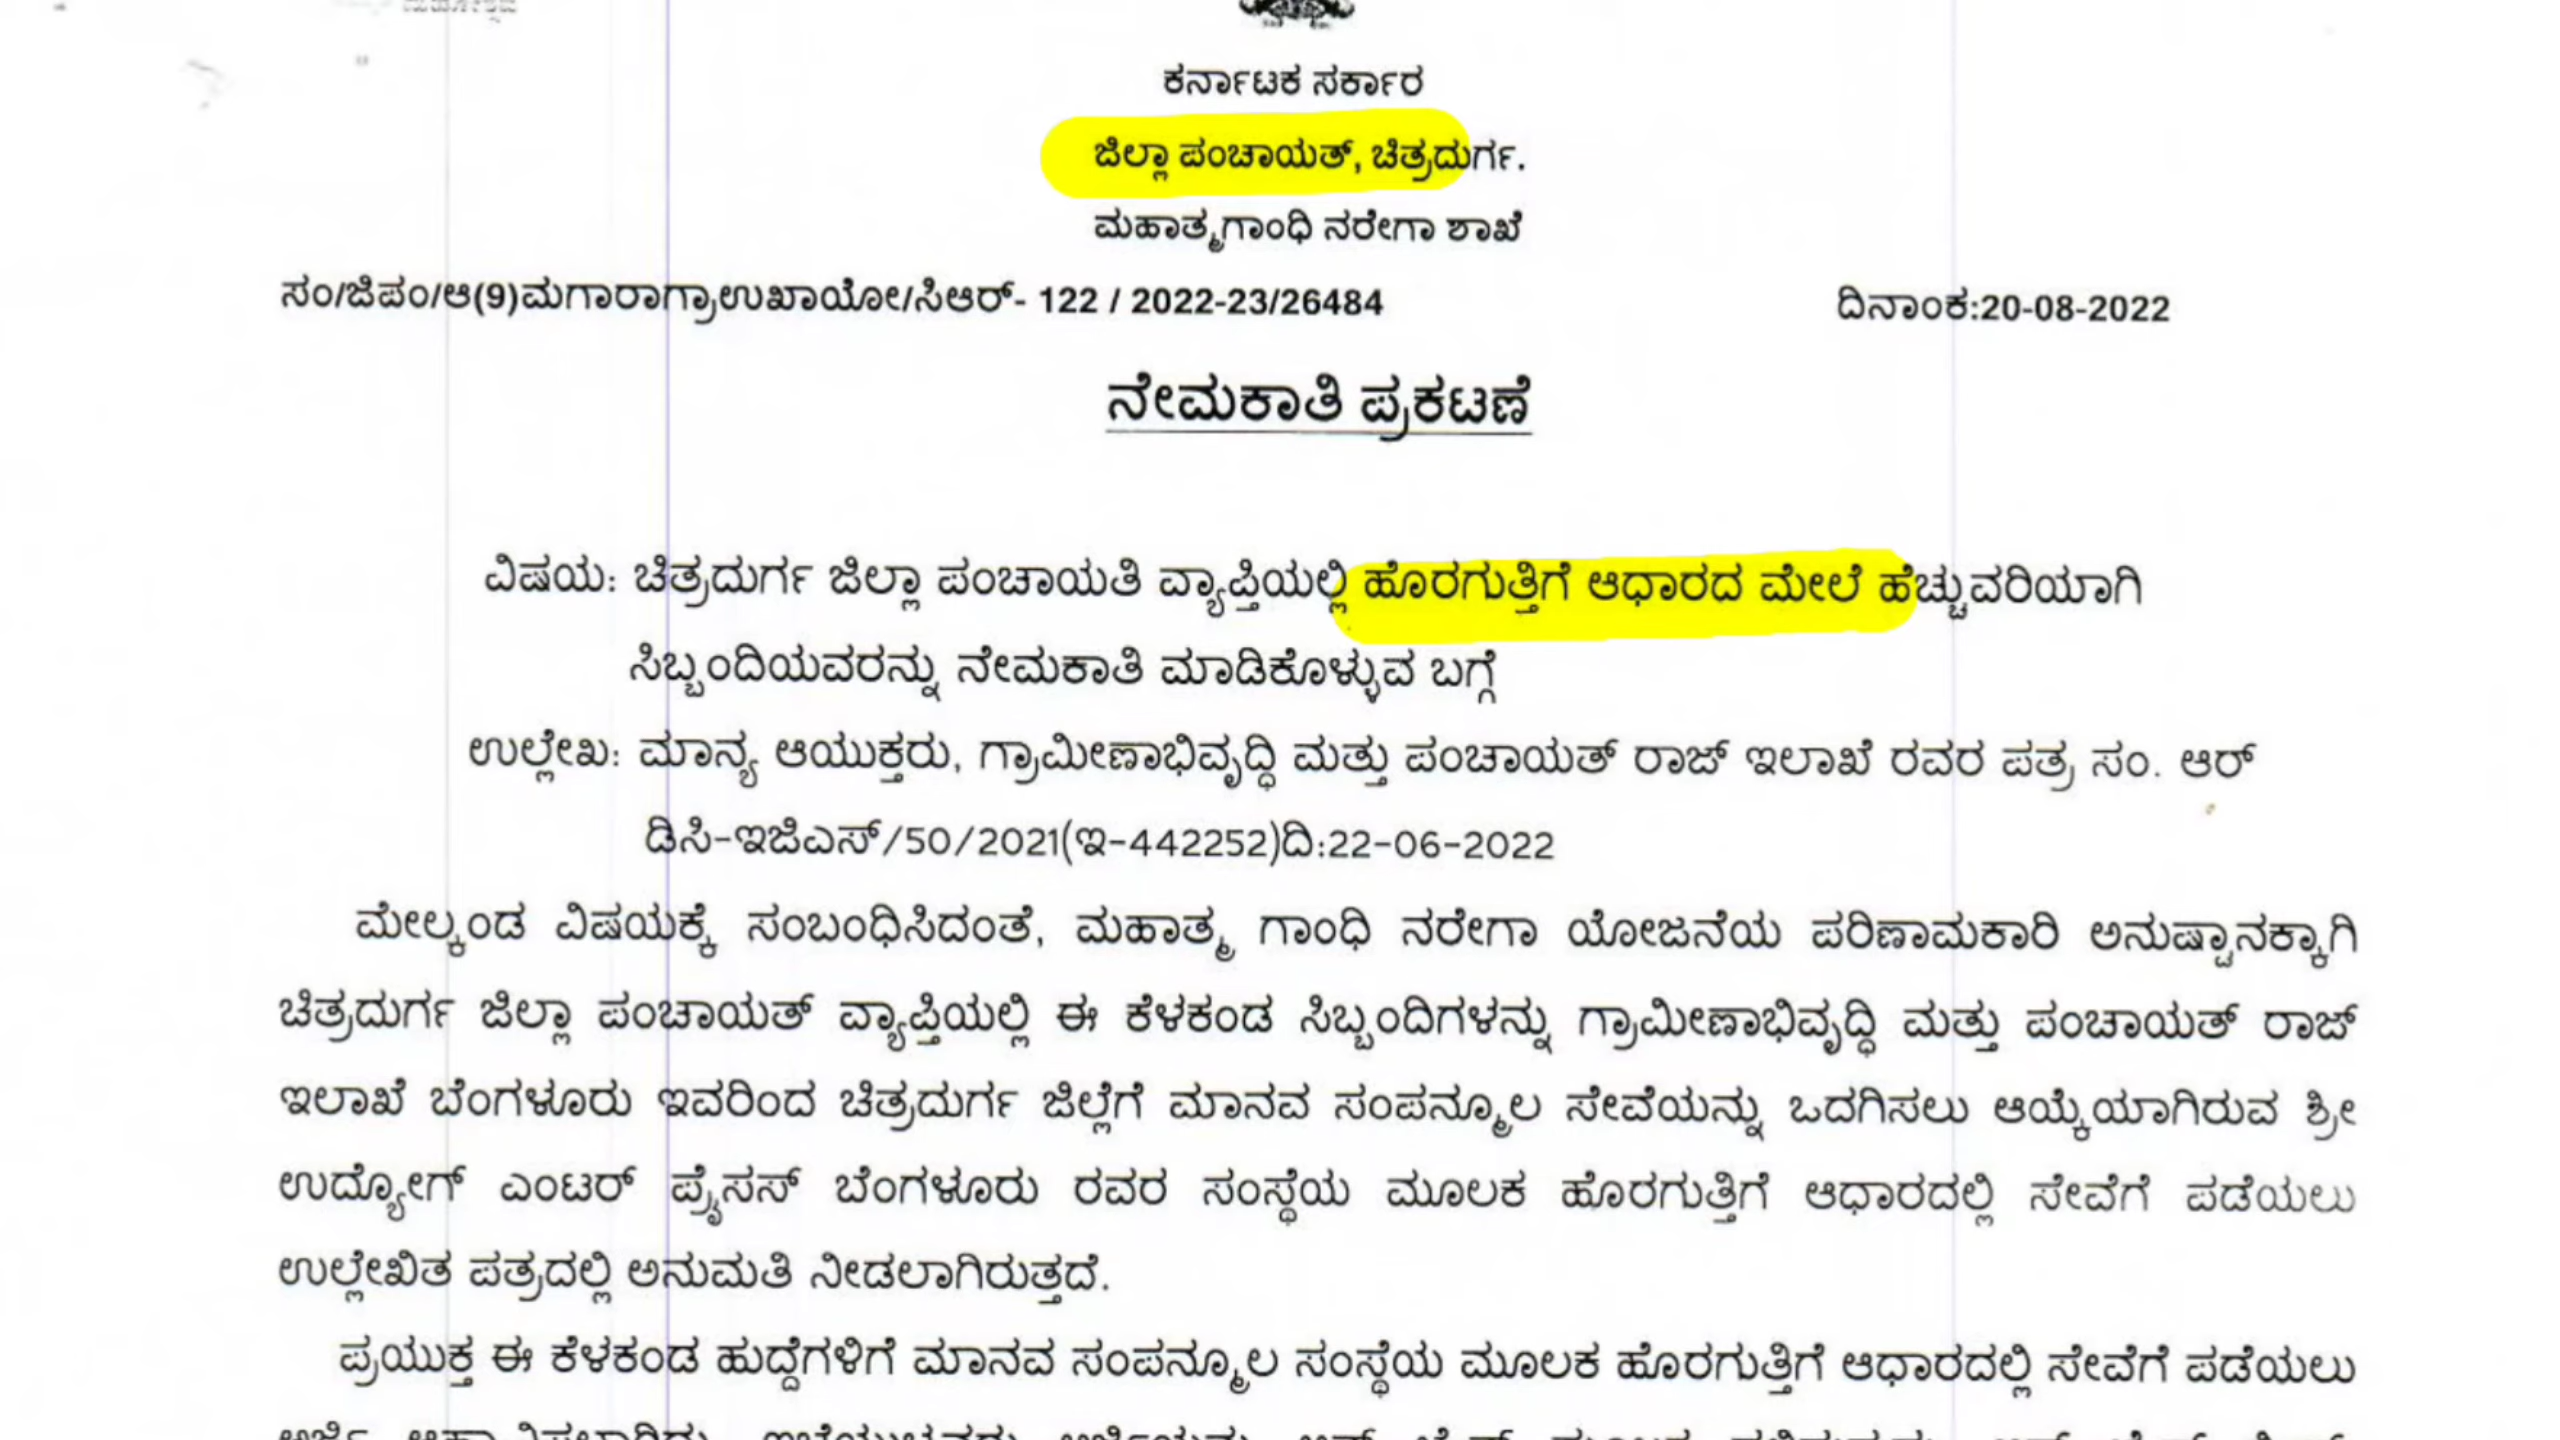 ಕರ್ನಾಟಕ ಸರ್ಕಾರ
ಜಿಲ್ಲಾ ಪಂಚಾಯತ್, ಚಿತ್ರದುರ್ಗ.
ಮಹಾತ್ಮಗಾಂಧಿ ನರೇಗಾ ಶಾಖೆ
ಸಂ/ಜಿಪಂ/ಆ(9)ಮಗಾರಾಗ್ರಾಉಖಾಯೋ/ಸಿಆರ್- 122 / 2022-23/26484 ದಿನಾಂಕ:20-08-2022
ನೇಮಕಾತಿ ಪ್ರಕಟಣೆ
ವಿಷಯ: ಚಿತ್ರದುರ್ಗ ಜಿಲ್ಲಾ ಪಂಚಾಯತಿ ವ್ಯಾಪ್ತಿಯಲ್ಲಿ ಹೊರಗುತ್ತಿಗೆ ಆಧಾರದ ಮೇಲೆ ಹೆಚ್ಚುವರಿಯಾಗಿ
ಸಿಬ್ಬಂದಿಯವರನ್ನು ನೇಮಕಾತಿ ಮಾಡಿಕೊಳ್ಳುವ ಬಗ್ಗೆ
ಉಲ್ಲೇಖ: ಮಾನ್ಯ ಆಯುಕ್ತರು, ಗ್ರಾಮೀಣಾಭಿವೃದ್ಧಿ ಮತ್ತು ಪಂಚಾಯತ್ ರಾಜ್ ಇಲಾಖೆ ರವರ ಪತ್ರ ಸಂ. ಆರ್
ಡಿಸಿ-ಇಜಿಎಸ್/50/2021(ಇ-442252)ದಿ:22-06-2022
ಮೇಲ್ಕಂಡ ವಿಷಯಕ್ಕೆ ಸಂಬಂಧಿಸಿದಂತೆ, ಮಹಾತ್ಮ ಗಾಂಧಿ ನರೇಗಾ ಯೋಜನೆಯ ಪರಿಣಾಮಕಾರಿ ಅನುಷ್ಟಾನಕ್ಕಾಗಿ
ಚಿತ್ರದುರ್ಗ ಜಿಲ್ಲಾ ಪಂಚಾಯತ್ ವ್ಯಾಪ್ತಿಯಲ್ಲಿ ಈ ಕೆಳಕಂಡ ಸಿಬ್ಬಂದಿಗಳನ್ನು ಗ್ರಾಮೀಣಾಭಿವೃದ್ಧಿ ಮತ್ತು ಪಂಚಾಯತ್ ರಾಜ್
ಇಲಾಖೆ ಬೆಂಗಳೂರು ಇವರಿಂದ ಚಿತ್ರದುರ್ಗ ಜಿಲ್ಲೆಗೆ ಮಾನವ ಸಂಪನ್ಮೂಲ ಸೇವೆಯನ್ನು ಒದಗಿಸಲು ಆಯ್ಕೆಯಾಗಿರುವ ಶ್ರೀ
ಉದ್ಯೋಗ್ ಎಂಟರ್ ಪ್ರೈಸಸ್ ಬೆಂಗಳೂರು ರವರ ಸಂಸ್ಥೆಯ ಮೂಲಕ ಹೊರಗುತ್ತಿಗೆ ಆಧಾರದಲ್ಲಿ ಸೇವೆಗೆ ಪಡೆಯಲು
ಉಲ್ಲೇಖಿತ ಪತ್ರದಲ್ಲಿ ಅನುಮತಿ ನೀಡಲಾಗಿರುತ್ತದೆ.
ಪ್ರಯುಕ್ತ ಈ ಕೆಳಕಂಡ ಹುದ್ದೆಗಳಿಗೆ ಮಾನವ ಸಂಪನ್ಮೂಲ ಸಂಸ್ಥೆಯ ಮೂಲಕ ಹೊರಗುತ್ತಿಗೆ ಆಧಾರದಲ್ಲಿ ಸೇವೆಗೆ ಪಡೆಯಲು